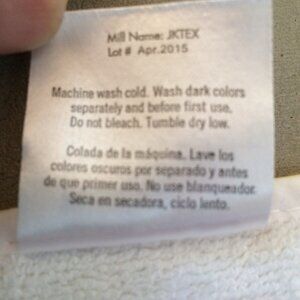 Mill Name: JKTEX
Lot # Apr.2015
Machine wash cold. Wash dark colors
separately and before first use.
Do not bleach. Tumble dry low.
Colada de la máquina. Lave los
colores oscuros por separado y antes
de que primer uso. No use blanqueador.
Seca en secadora, ciclo lento.